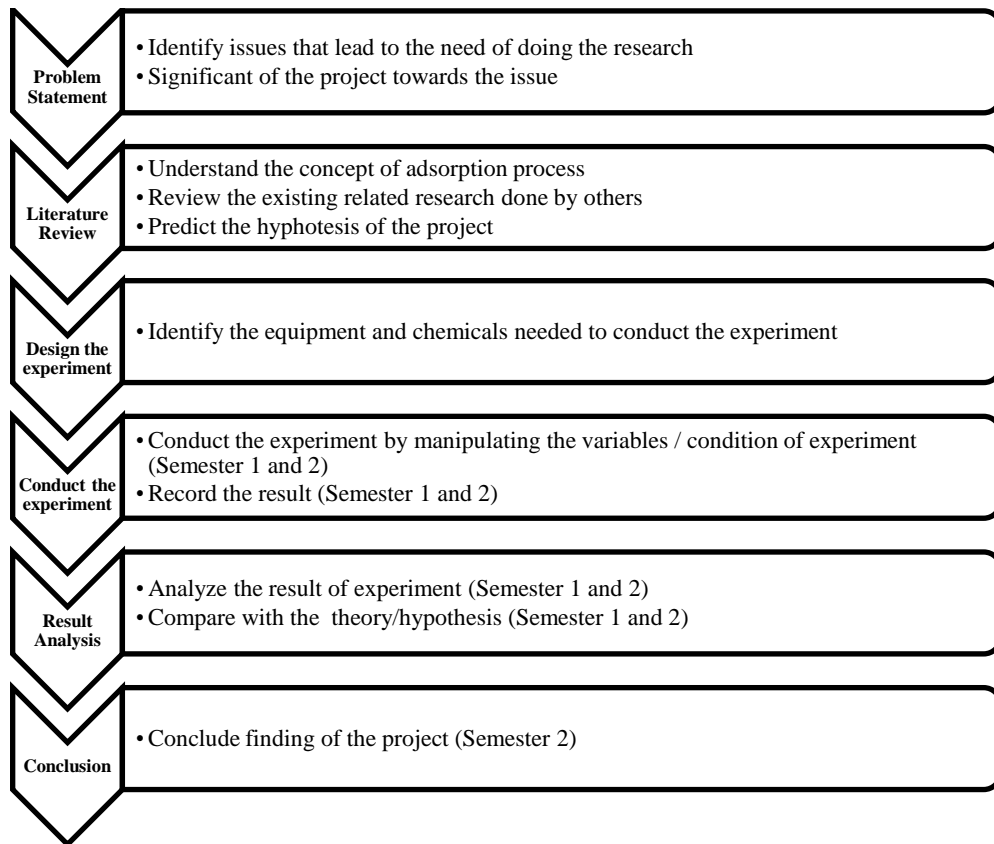 Problem
Statement
• Identify issues that lead to the need of doing the research
• Significant of the project towards the issue
Literature
Review
• Understand the concept of adsorption process
• Review the existing related research done by others
• Predict the hyphotesis of the project
Design the
experiment
• Identify the equipment and chemicals needed to conduct the experiment
Conduct the
experiment
• Conduct the experiment by manipulating the variables / condition of experiment
(Semester 1 and 2)
• Record the result (Semester 1 and 2)
Result
Analysis
• Analyze the result of experiment (Semester 1 and 2)
• Compare with the theory/hypothesis (Semester 1 and 2)
Conclusion
• Conclude finding of the project (Semester 2)